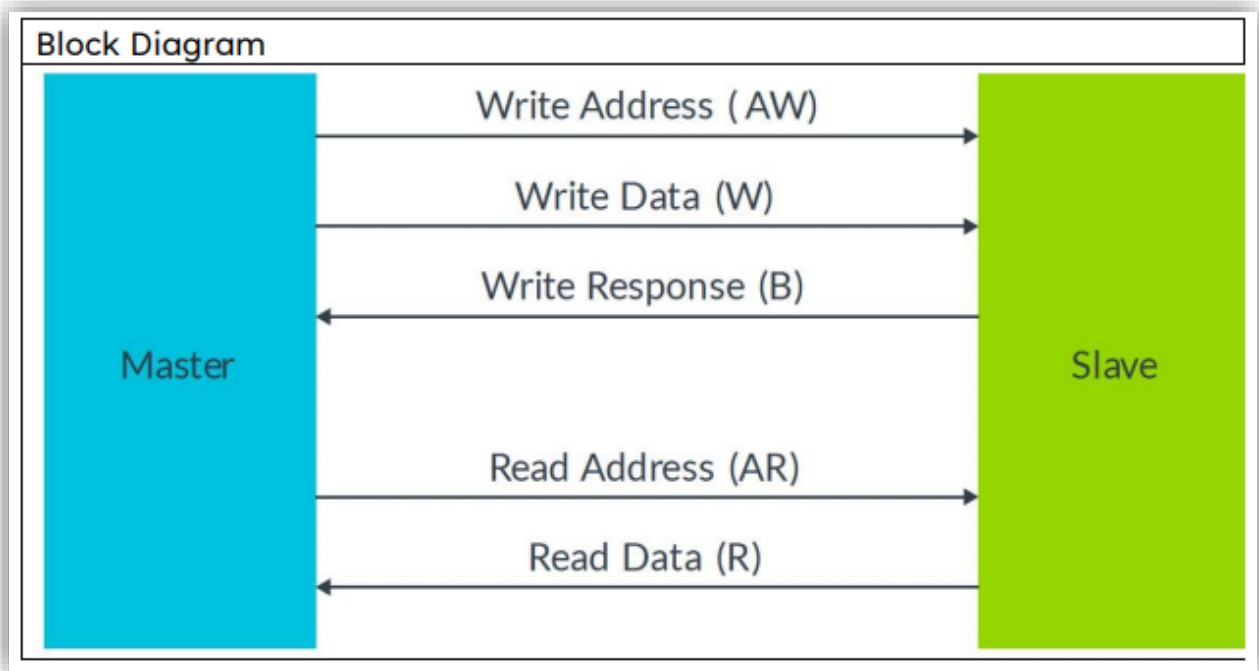 Block Diagram
Write Address ( AW)
Write Data (W)
Write Response (B)
Master
Slave
Read Address (AR)
Read Data (R)